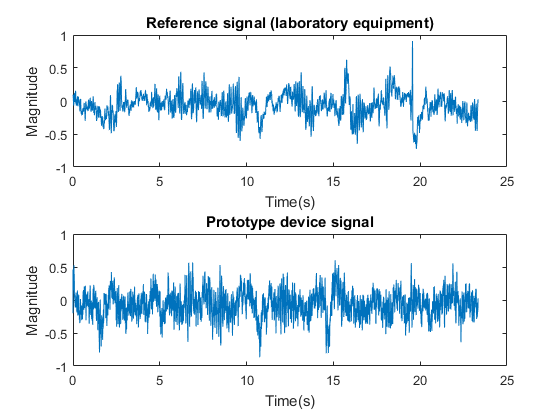 Reference signal (laboratory equipment)
1
0.5
0
-0.5
-1
Magnitude
0 5 10 15 20 25
Time(s)
Prototype device signal
1
0.5
0
-0.5
-1
Magnitude
0 5 10 15 20 25
Time(s)